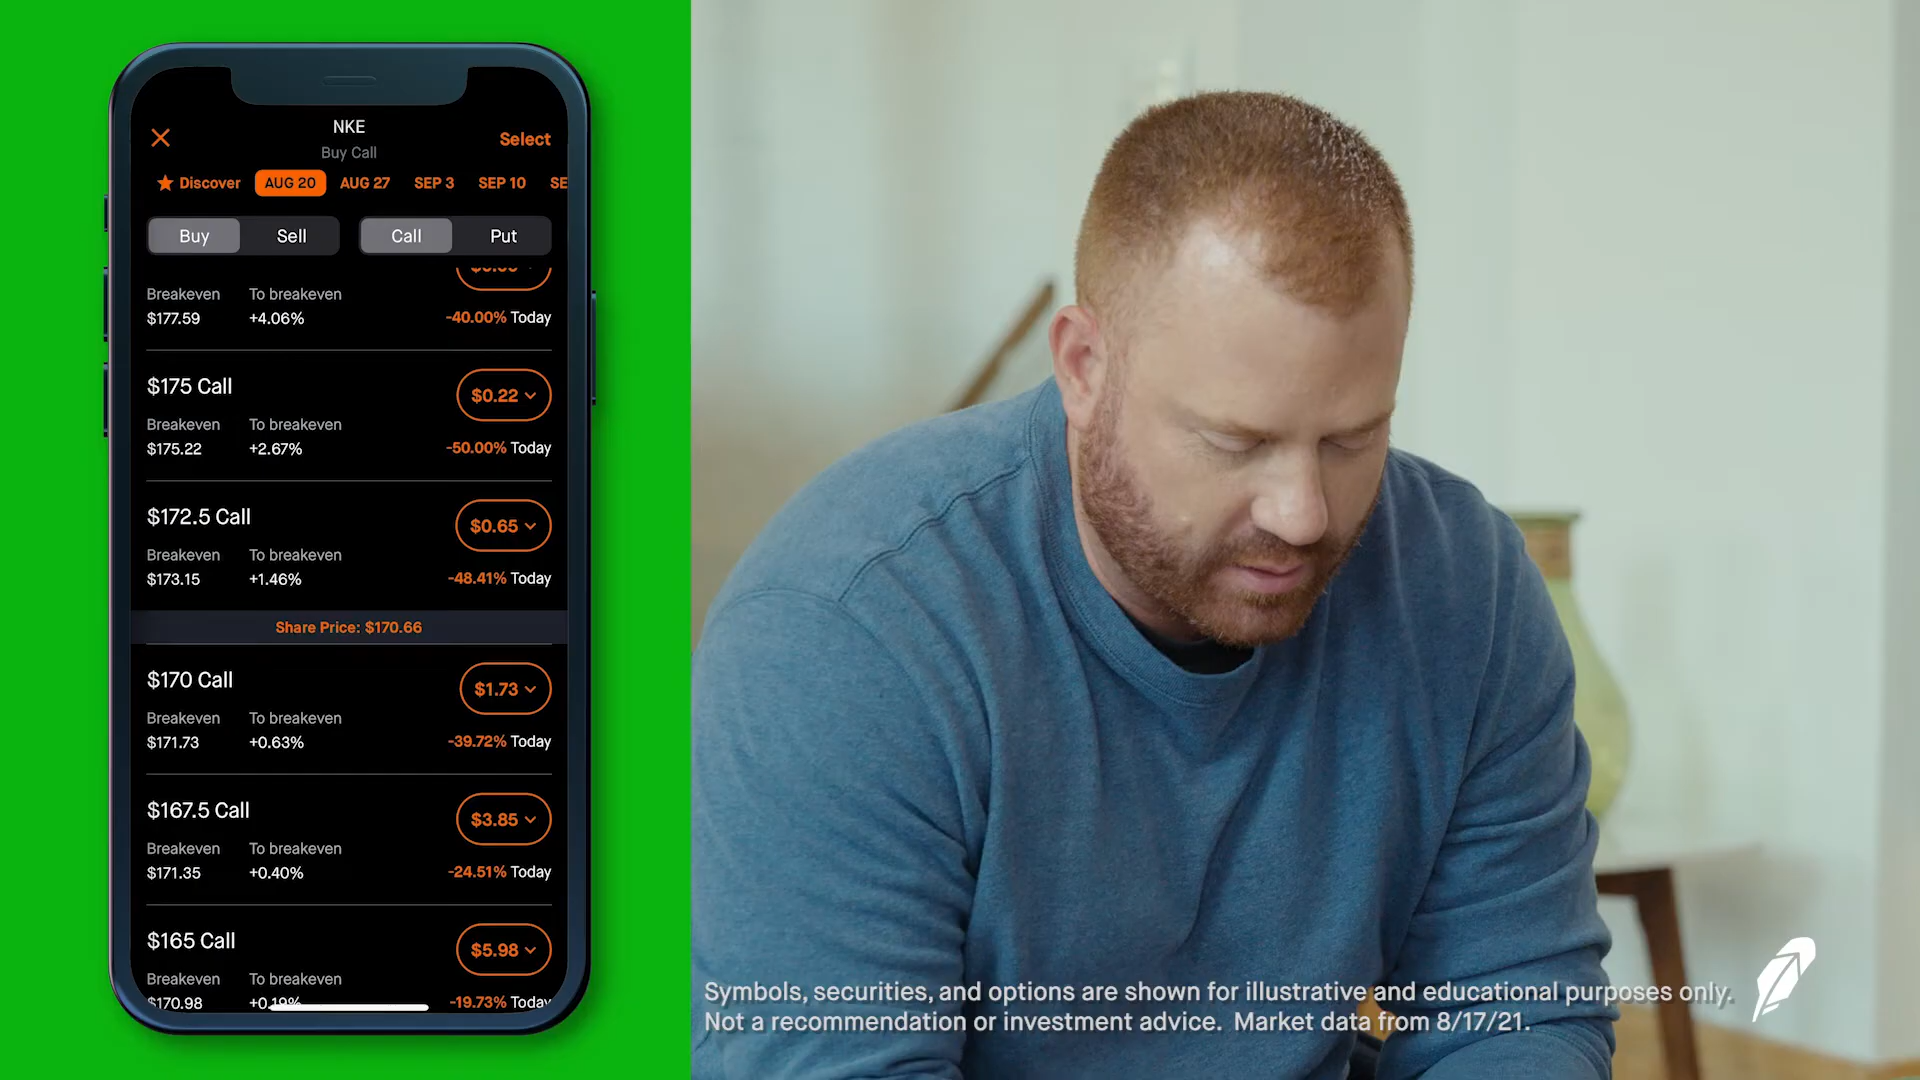 NKE
Select
Buy Call
Discover AUG 20 AUG 27 SEP 3 SEP 10 SE
Buy Sell Call Put
Breakeven To breakeven
$177.59 +4.06% -40.00% Today
$175 Call $0.22
Breakeven To breakeven
$175.22 +2.67% -50.00% Today
$172.5 Call $0.65
Breakeven To breakeven
$173.15 +1.46% -48.41% Today
Share Price: $170.66
$170 Call $1.73
Breakeven To breakeven
$171.73 +0.63% -39.72% Today
$167.5 Call $3.85
Breakeven To breakeven
$171.35 +0.40% -24.51% Today
$165 Call $5.98
Breakeven To breakeven
$170.98 +0.19% -19.73% Today
Symbols, securities, and options are shown for illustrative and educational purposes only.
Not a recommendation or investment advice. Market data from 8/17/21.